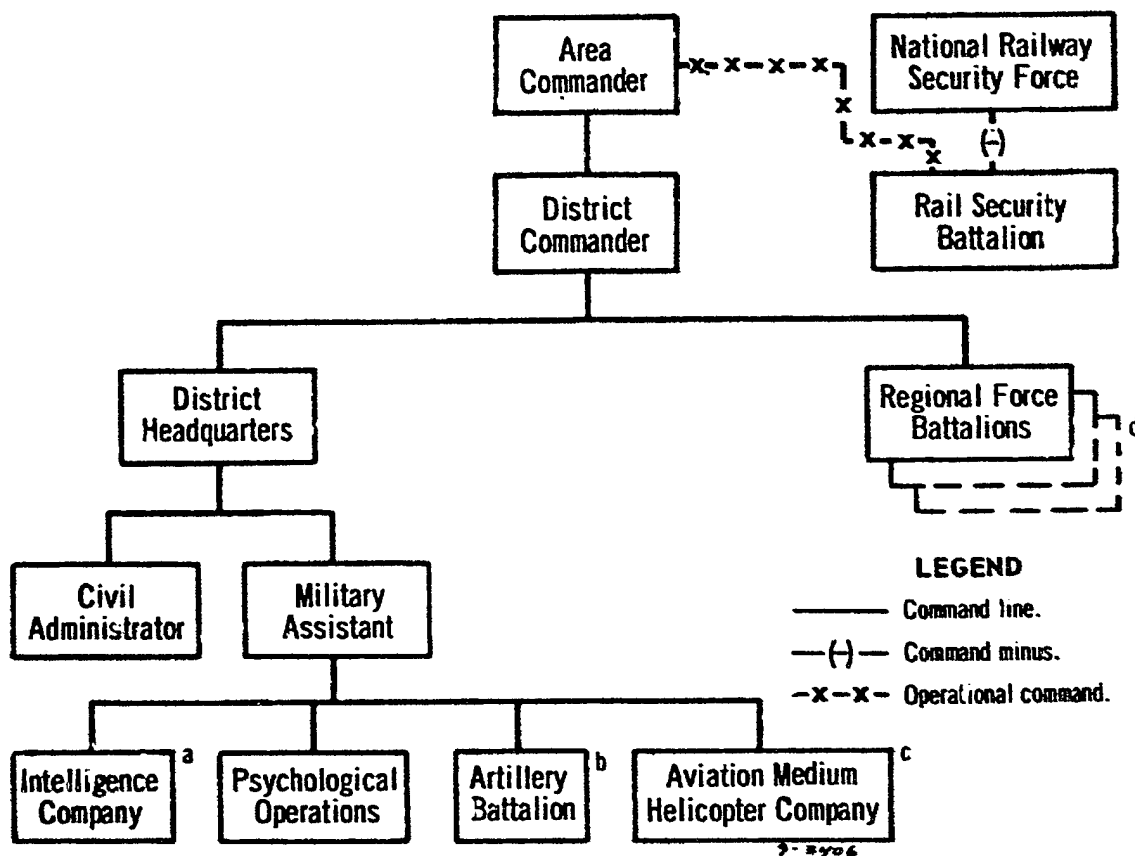 Area
Commander
National Railway
Security Force
x x x x
x
x x x
(-)
District
Commander
Rail Security
Battalion
District
Headquarters
Regional Force
Battalions
d
Civil
Administrator
Military
Assistant
LEGEND
Command line.
(-) Command minus.
x x Operational command.
Intelligence
Company
a
Psychological
Operations
Artillery
Battalion
b
Aviation Medium
Helicopter Company
c